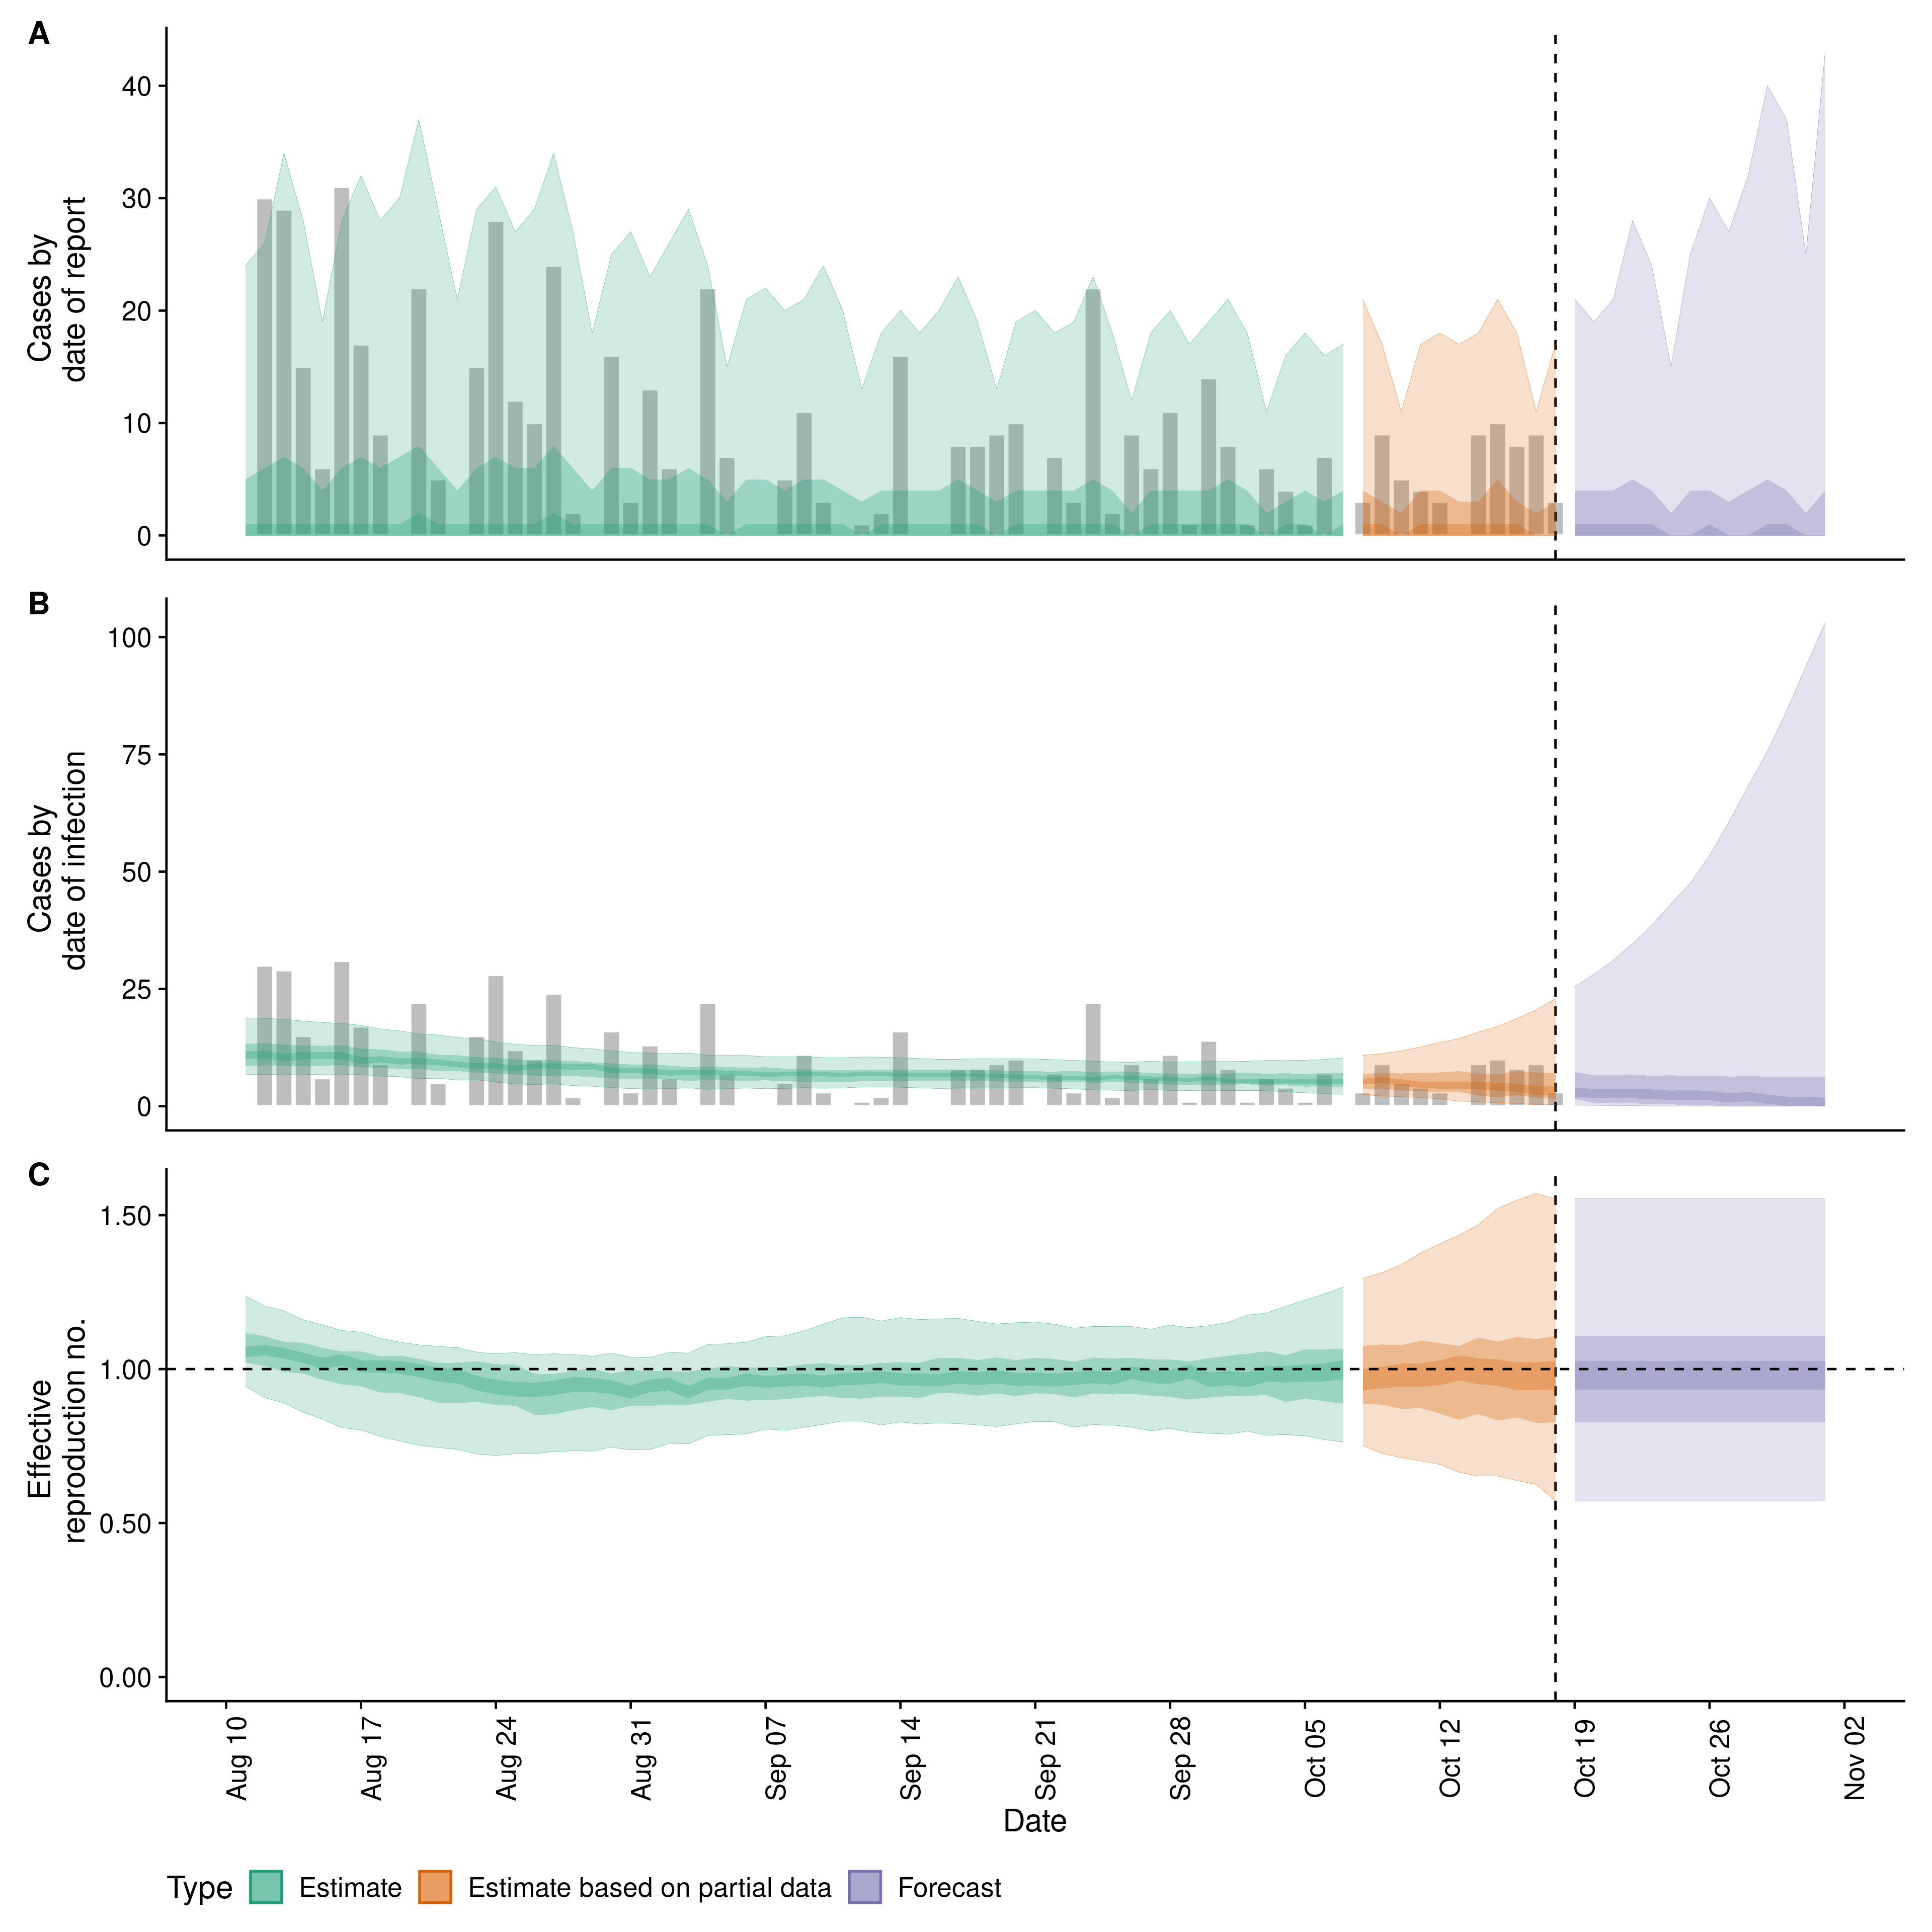 A
Cases by
date of report
40
30
20
10
0
B
Cases by
date of infection
100
75
50
25
0
C
Effective
reproduction no.
1.50
1.00
0.50
0.00
Aug 10
Aug 17
Aug 24
Aug 31
Sep 07
Sep 14
Sep 21
Sep 28
Oct 05
Oct 12
Oct 19
Oct 26
Nov 02
Date
Type Estimate Estimate based on partial data Forecast